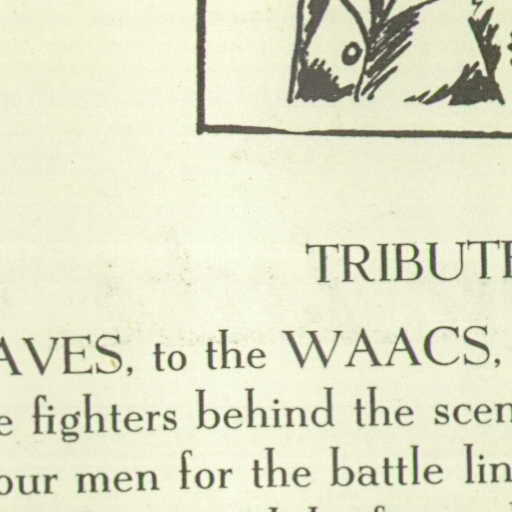 TRIBUTE
AVES, to the WAACS,
e fighters behind the scen
our men for the battle lin